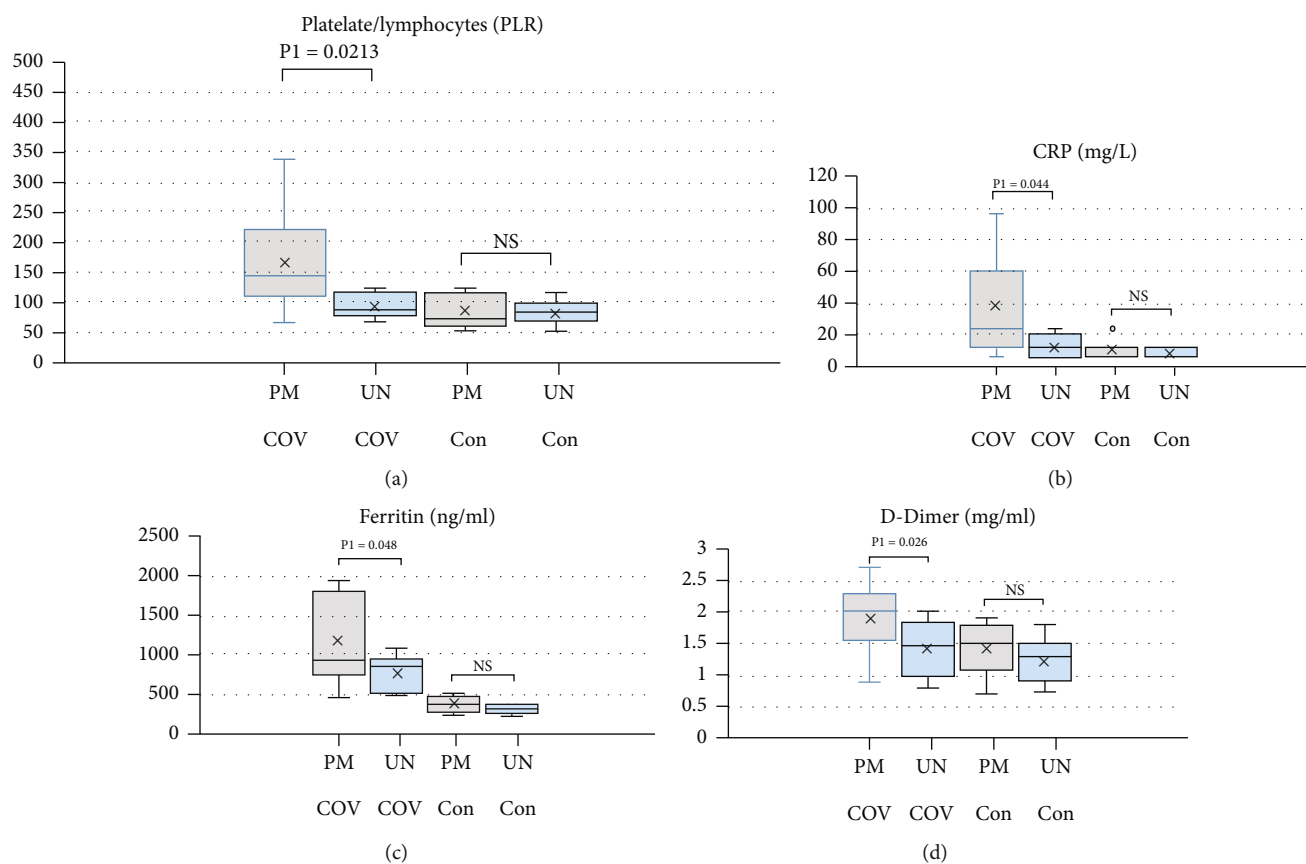 Platelate/lymphocytes (PLR)
P1 = 0.0213
500
450
400
350
300
250
200
150
100
50
0
NS
PM UN PM UN
COV COV Con Con
(a)
CRP (mg/L)
P1 = 0.044
120
100
80
60
40
20
0
NS
PM UN PM UN
COV COV Con Con
(b)
Ferritin (ng/ml)
P1 = 0.048
2500
2000
1500
1000
500
0
NS
PM UN PM UN
COV COV Con Con
(c)
D-Dimer (mg/ml)
P1 = 0.026
3
2.5
2
1.5
1
0.5
0
NS
PM UN PM UN
COV COV Con Con
(d)